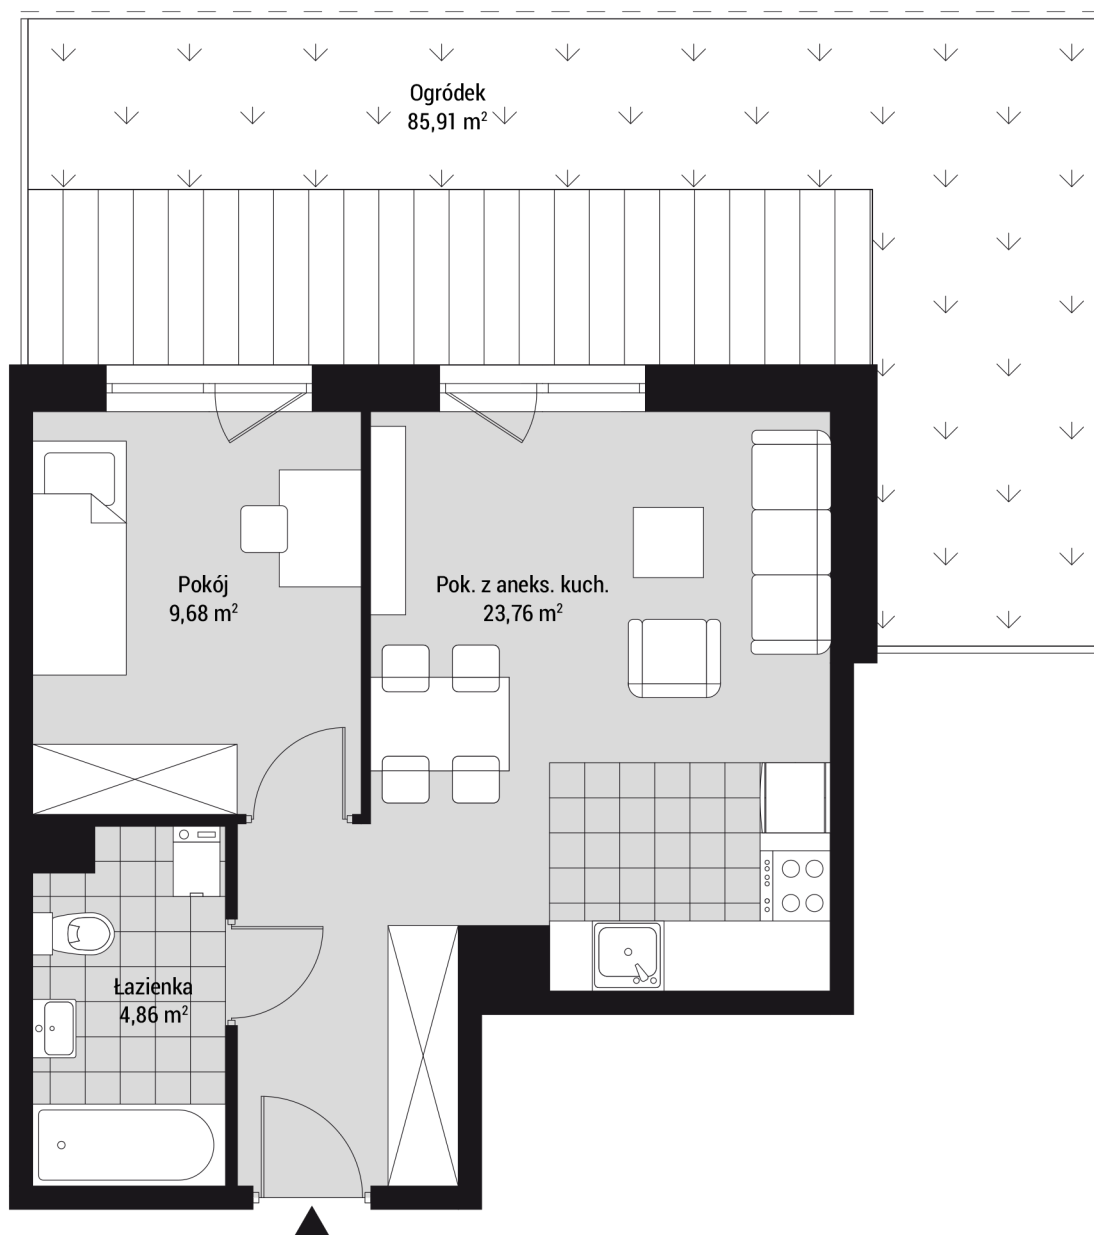 Ogródek
85,91 m²
Pokój
9,68 m²
Pok. z aneks. kuch.
23,76 m²
Łazienka
4,86 m²